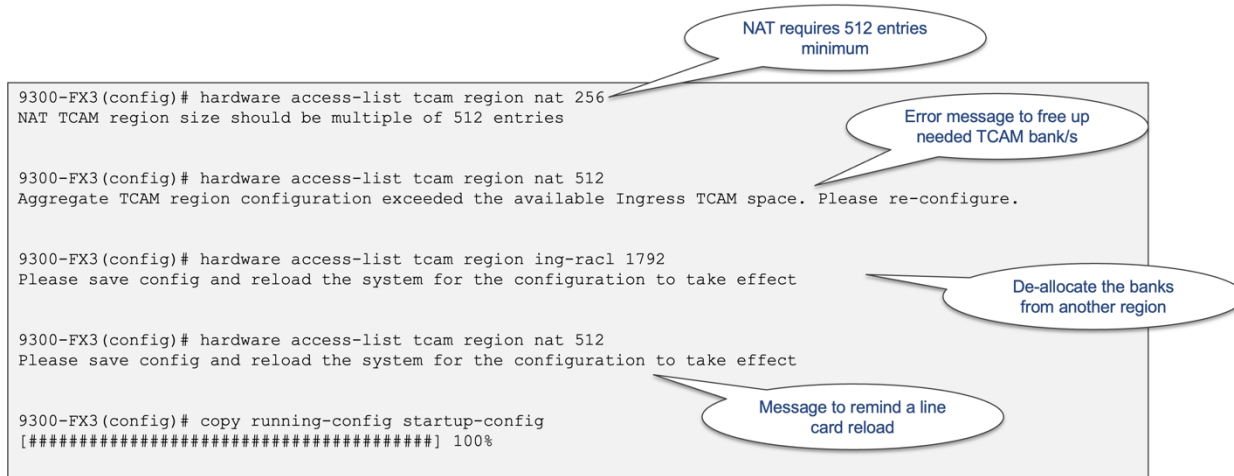 NAT requires 512 entries
minimum
9300-FX3(config)# hardware access-list tcam region nat 256
NAT TCAM region size should be multiple of 512 entries
Error message to free up
needed TCAM bank/s
9300-FX3(config)# hardware access-list tcam region nat 512
Aggregate TCAM region configuration exceeded the available Ingress TCAM space. Please re-configure.
9300-FX3(config)# hardware access-list tcam region ing-racl 1792
Please save config and reload the system for the configuration to take effect
De-allocate the banks
from another region
9300-FX3(config)# hardware access-list tcam region nat 512
Please save config and reload the system for the configuration to take effect
Message to remind a line
card reload
9300-FX3(config)# copy running-config startup-config
[########################################] 100%